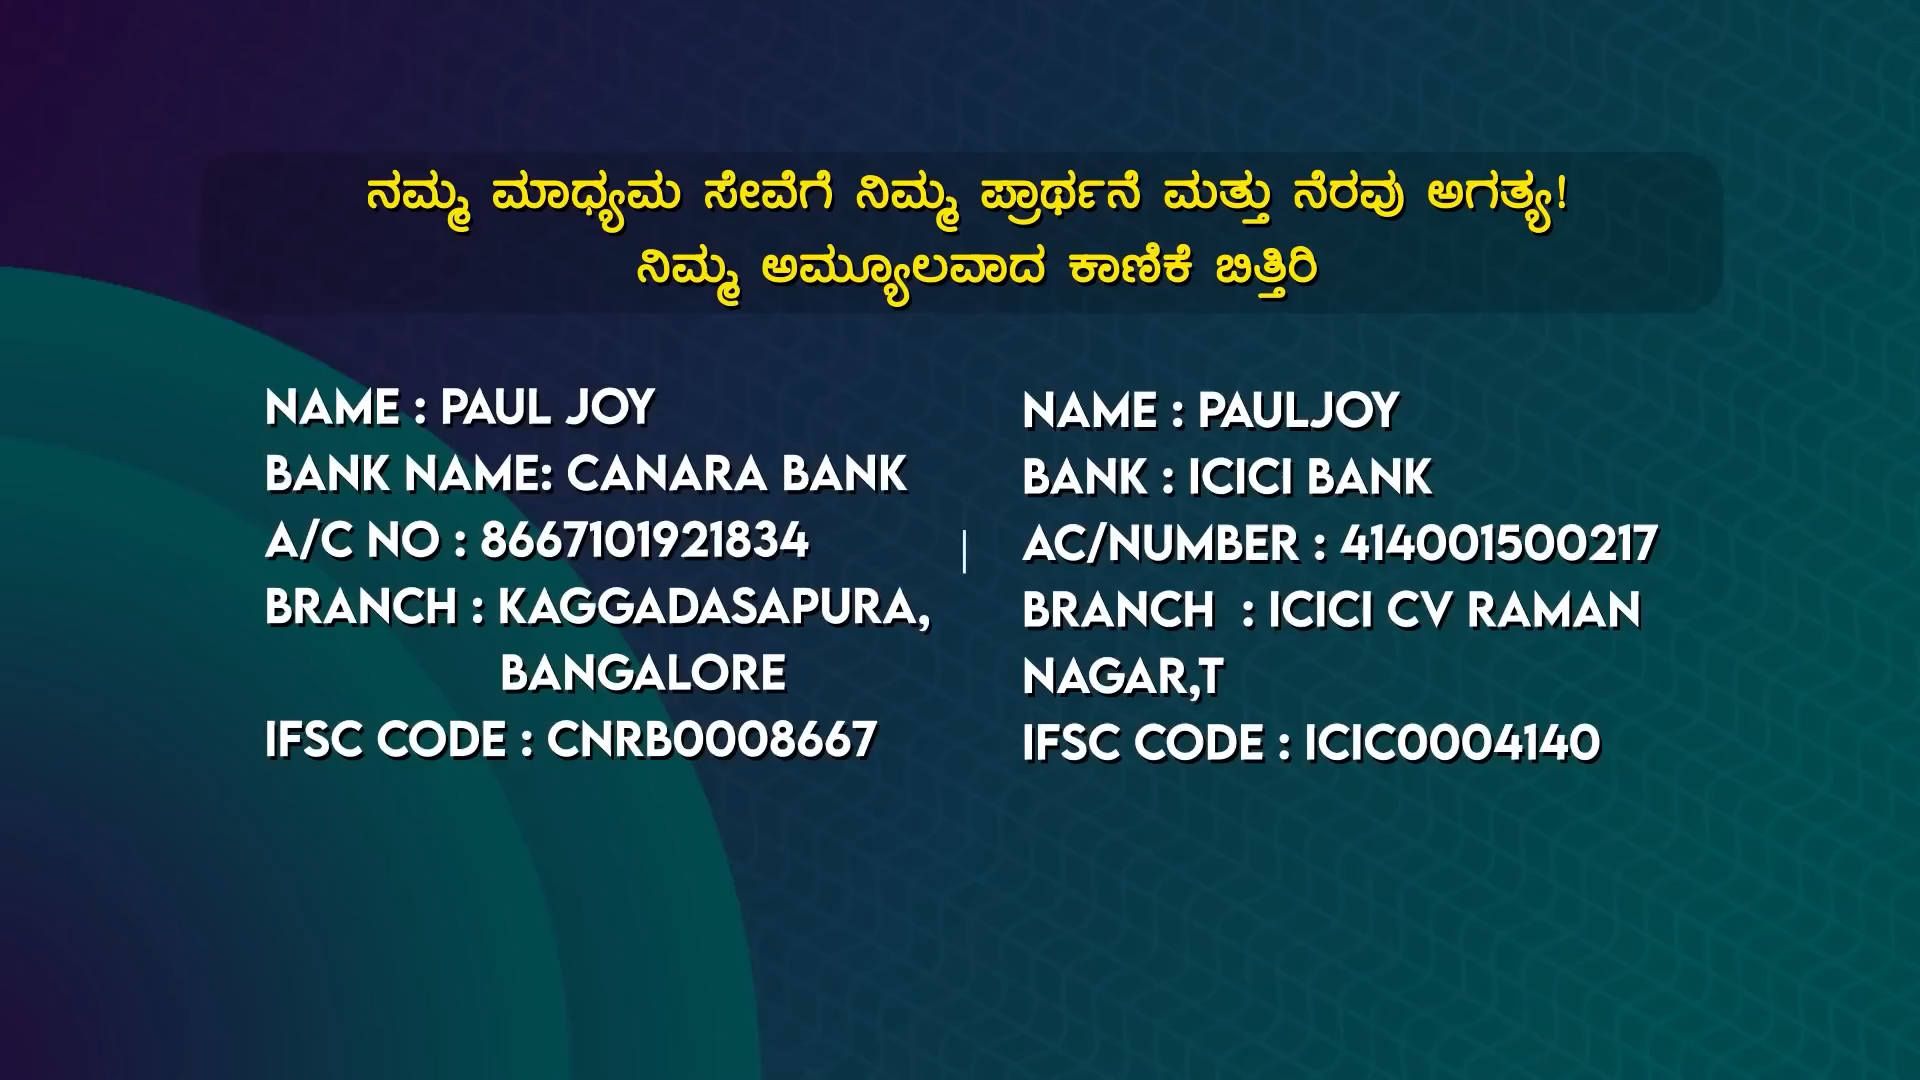 ನಮ್ಮ ಮಾಧ್ಯಮ ಸೇವೆಗೆ ನಿಮ್ಮ ಪ್ರಾರ್ಥನೆ ಮತ್ತು ನೆರವು ಅಗತ್ಯ!
ನಿಮ್ಮ ಅಮ್ಯೂಲವಾದ ಕಾಣಿಕೆ ಬಿತ್ತಿರಿ
NAME : PAUL JOY
BANK NAME: CANARA BANK
A/C NO : 8667101921834
BRANCH : KAGGADASAPURA,
BANGALORE
IFSC CODE : CNRB0008667
|
NAME : PAULJOY
BANK : ICICI BANK
AC/NUMBER : 414001500217
BRANCH : ICICI CV RAMAN
NAGAR,T
IFSC CODE : ICIC0004140